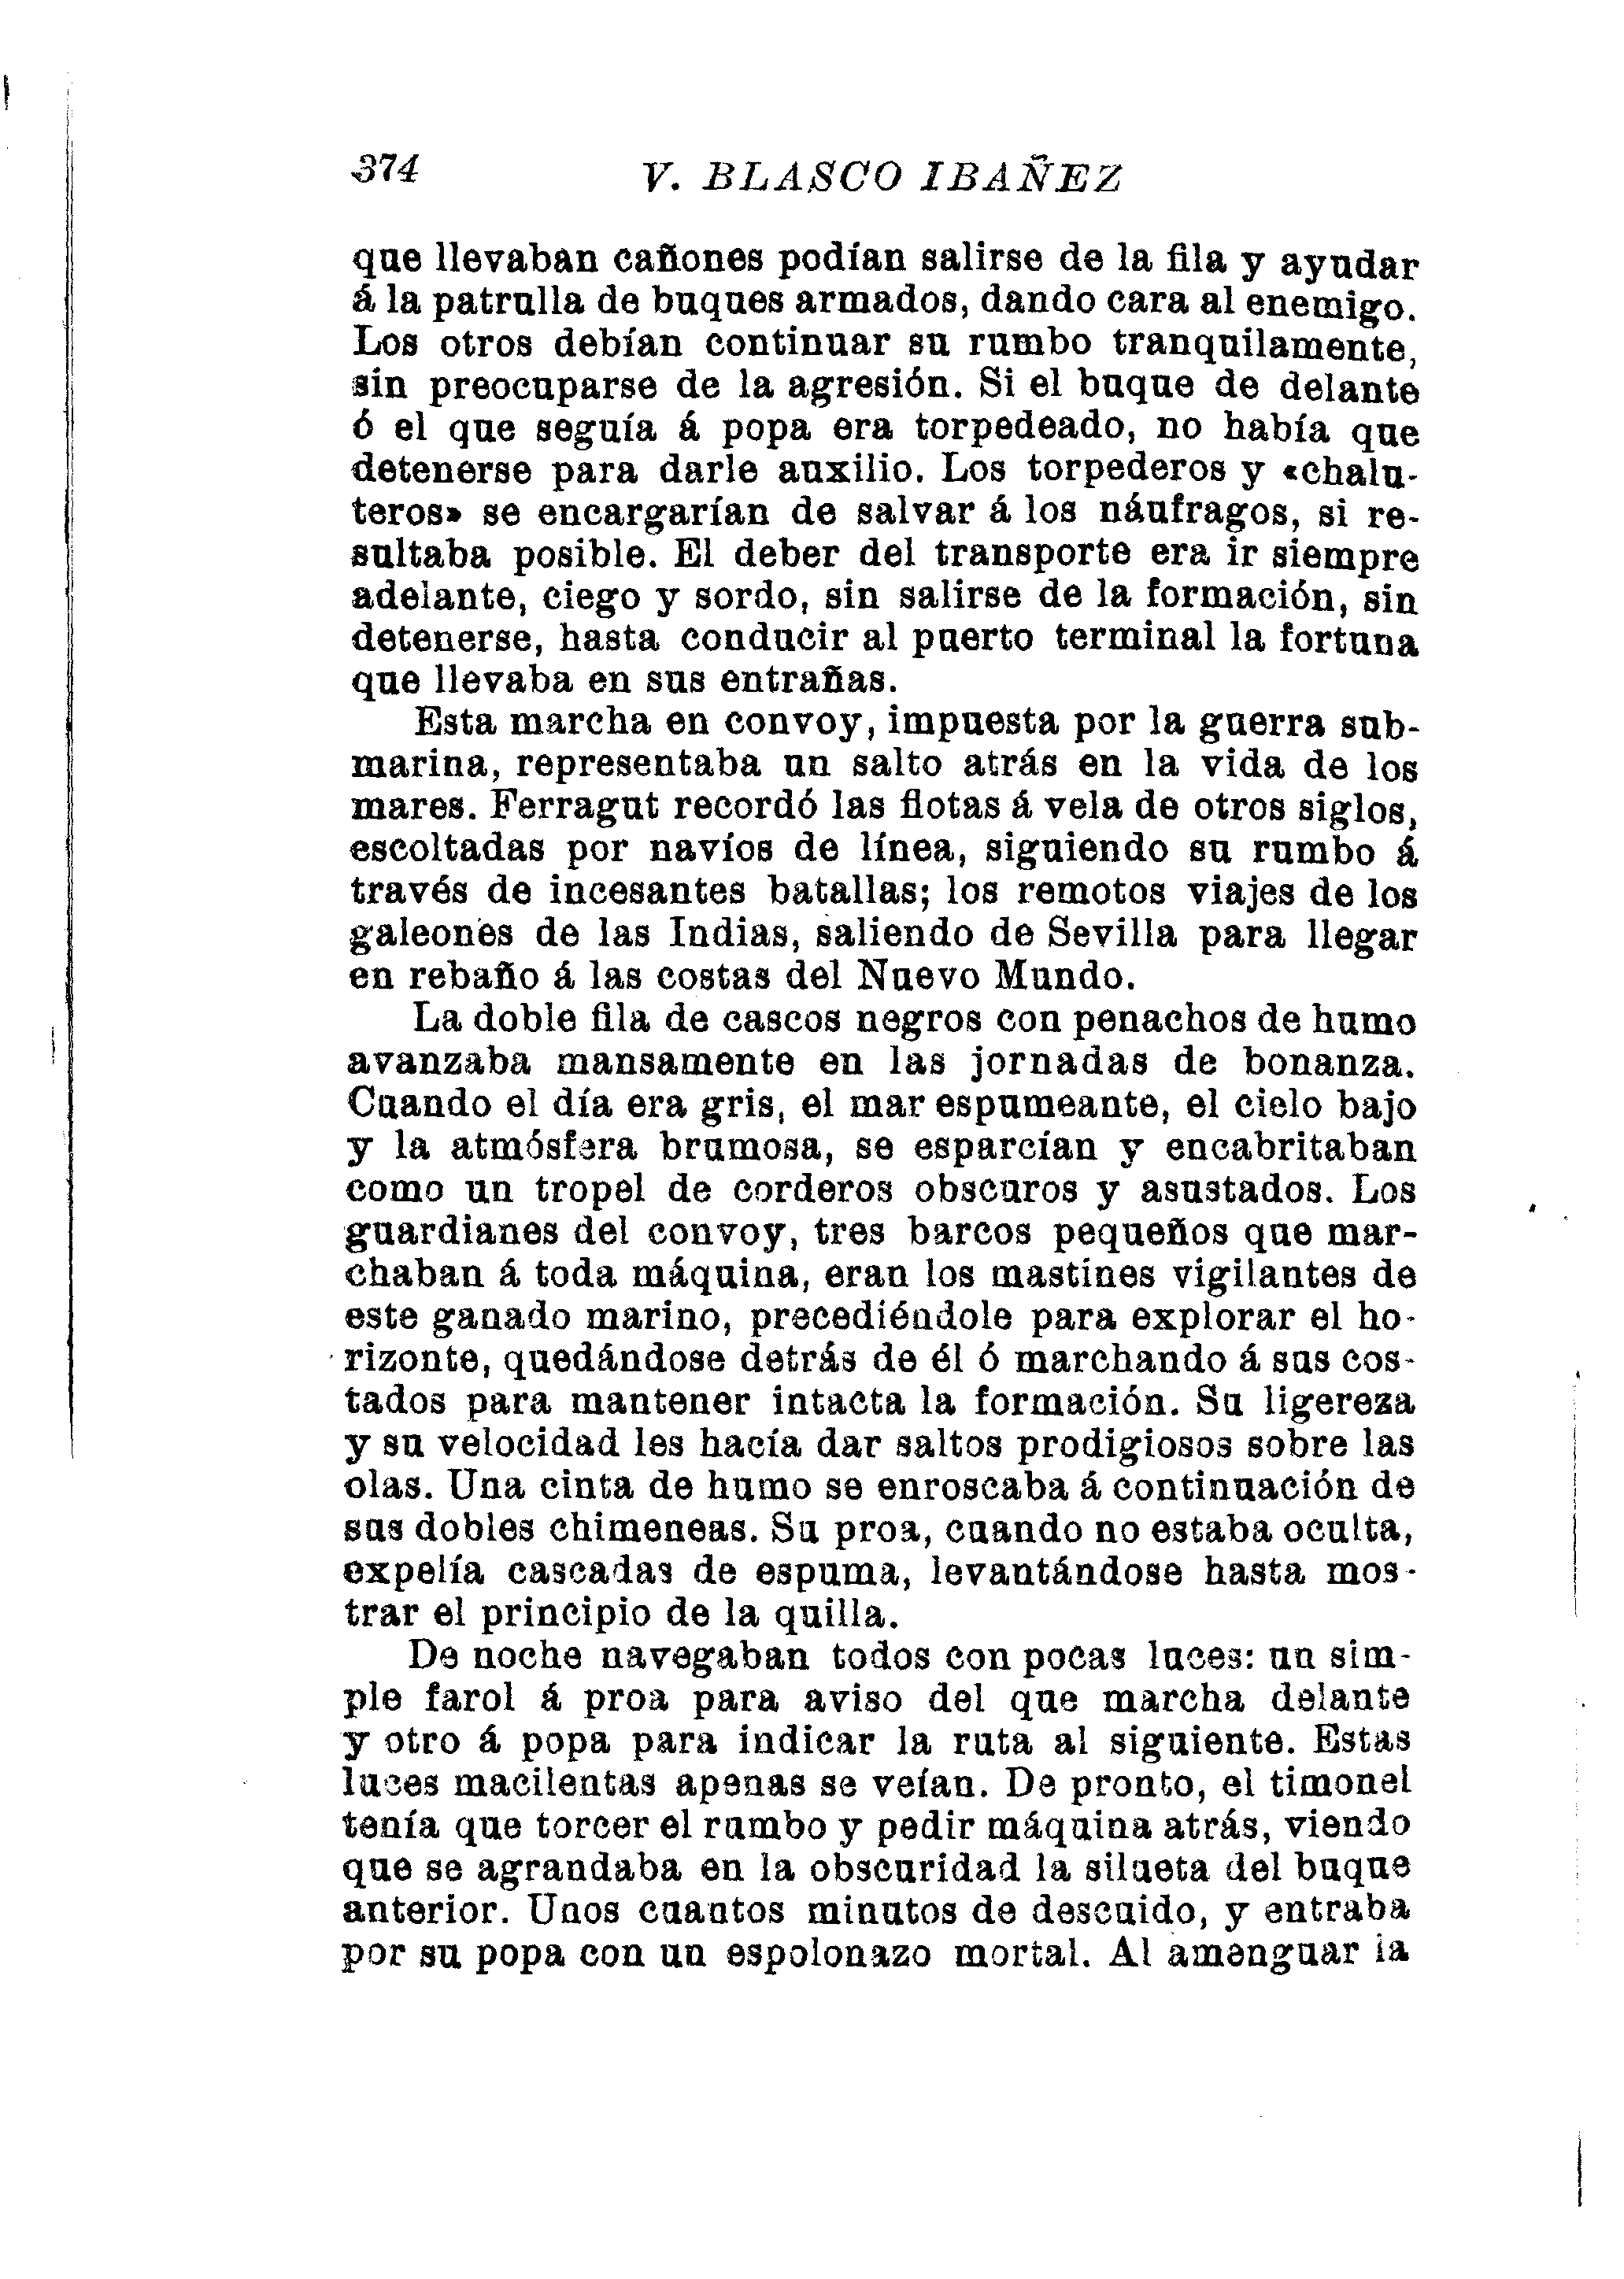 374
V. BLASCO IBAÑEZ
que llevaban cañones podían salirse de la fila y ayudar
á la patrulla de buques armados, dando cara al enemigo.
Los otros debían continuar su rumbo tranquilamente,
sin preocuparse de la agresión. Si el buque de delante
ó el que seguía á popa era torpedeado, no había que
detenerse para darle auxilio. Los torpederos y «chalu-
teros» se encargarían de salvar á los náufragos, si re-
sultaba posible. El deber del transporte era ir siempre
adelante, ciego y sordo, sin salirse de la formación, sin
detenerse, hasta conducir al puerto terminal la fortuna
que llevaba en sus entrañas.
Esta marcha en convoy, impuesta por la guerra sub-
marina, representaba un salto atrás en la vida de los
mares. Ferragut recordó las flotas á vela de otros siglos,
escoltadas por navíos de línea, siguiendo su rumbo á
través de incesantes batallas; los remotos viajes de los
galeones de las Indias, saliendo de Sevilla para llegar
en rebaño á las costas del Nuevo Mundo.
La doble fila de cascos negros con penachos de humo
avanzaba mansamente en las jornadas de bonanza.
Cuando el día era gris, el mar espumeante, el cielo bajo
y la atmósfera brumosa, se esparcían y encabritaban
como un tropel de corderos obscuros y asustados. Los
guardianes del convoy, tres barcos pequeños que mar-
chaban á toda máquina, eran los mastines vigilantes de
este ganado marino, precediéndole para explorar el ho-
rizonte, quedándose detrás de él ó marchando á sus cos-
tados para mantener intacta la formación. Su ligereza
y su velocidad les hacía dar saltos prodigiosos sobre las
olas. Una cinta de humo se enroscaba á continuación de
sus dobles chimeneas. Su proa, cuando no estaba oculta,
expelía cascadas de espuma, levantándose hasta mos-
trar el principio de la quilla.
De noche navegaban todos con pocas luces: un sim-
ple farol á proa para aviso del que marcha delante
y otro á popa para indicar la ruta al siguiente. Estas
luces macilentas apenas se veían. De pronto, el timonel
tenía que torcer el rumbo y pedir máquina atrás, viendo
que se agrandaba en la obscuridad la silueta del buque
anterior. Unos cuantos minutos de descuido, y entraba
por su popa con un espolonazo mortal. Al amenguar la